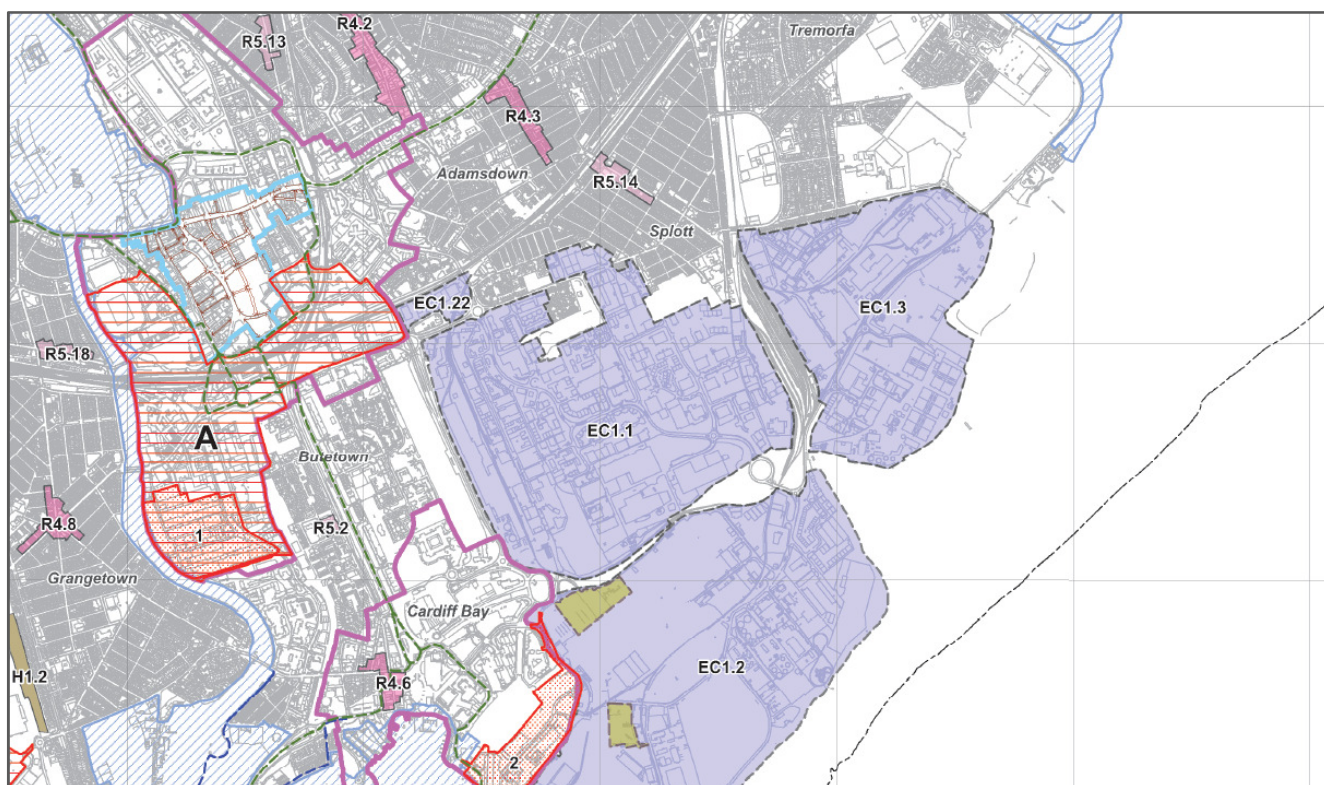 R4.2
Tremorfa
R5.13
R4.3
Adamsdown
R5.14
Splott
EC1.22
EC1.3
R5.18
EC1.1
A
Butetown
R4.8
R5.2
1
Grangetown
Cardiff Bay
EC1.2
H1.2
R4.6
2